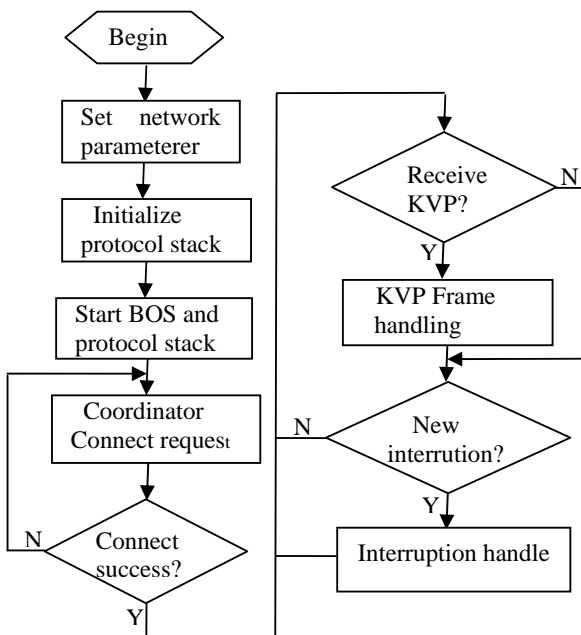 Begin
Set network
parameterer
Initialize
protocol stack
Start BOS and
protocol stack
Coordinator
Connect request
N
Connect
success?
Y
Receive
KVP?
N
Y
KVP Frame
handling
N
New
interrution?
Y
Interruption handle